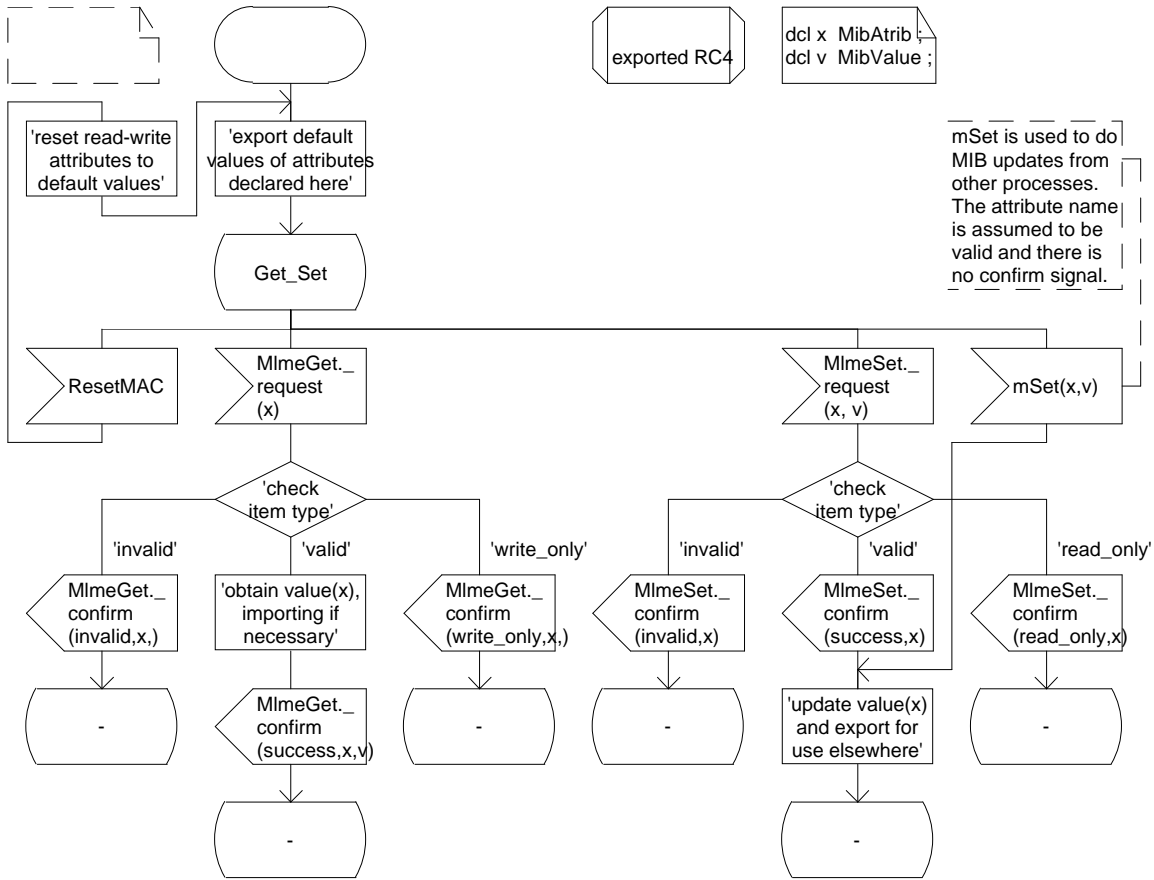 exported RC4
dcl x MibAtrib ;
dcl v MibValue ;
'reset read-write
attributes to
default values'
'export default
values of attributes
declared here'
mSet is used to do
MIB updates from
other processes.
The attribute name
is assumed to be
valid and there is
no confirm signal.
Get_Set
ResetMAC
MlmeGet._
request
(x)
MlmeSet._
request
(x, v)
mSet(x,v)
'check
item type'
'check
item type'
'invalid'
'valid'
'write_only'
'invalid'
'valid'
'read_only'
MlmeGet._
confirm
(invalid,x,)
'obtain value(x),
importing if
necessary'
MlmeGet._
confirm
(write_only,x,)
MlmeSet._
confirm
(invalid,x)
MlmeSet._
confirm
(success,x)
MlmeSet._
confirm
(read_only,x)
-
MlmeGet._
confirm
(success,x,v)
-
-
'update value(x)
and export for
use elsewhere'
-
-
-